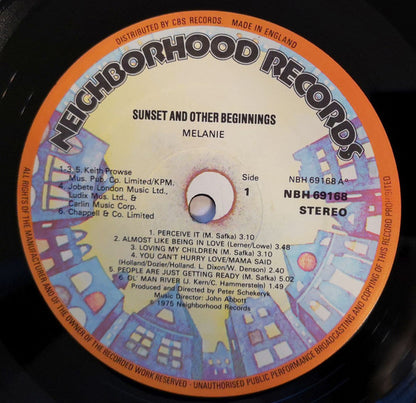 DISTRIBUTED BY CBS RECORDS . MADE IN ENGLAND
NEIGHBORHOOD RECORDS
SUNSET AND OTHER BEGINNINGS
MELANIE
1-3, 5. Keith Prowse
Mus. Pub. Co. Limited/KPM.
4. Jobete London Music Ltd.,
Ludix Mus. Ltd., &
Carlin Music Corp.
6. Chappell & Co. Limited
Side
1
NBH 69168 A
NBH 69168
STEREO
1. PERCEIVE IT (M. Safka) 3.10
2. ALMOST LIKE BEING IN LOVE (Lerner/Lowe) 3.48
3. LOVING MY CHILDREN (M. Safka) 3.10
4. YOU CAN'T HURRY LOVE/MAMA SAID
(Holland/Dozier/Holland, L. Dixon/W. Denson) 2.40
5. PEOPLE ARE JUST GETTING READY (M. Safka) 5.02
6. OL' MAN RIVER (J. Kern/C. Hammerstein) 1.49
Produced and Directed by Peter Schekeryk
Music Director: John Abbott
℗ 1975 Neighborhood Records
ALL RIGHTS OF THE MANUFACTURER AND OF THE OWNER OF THE RECORDED WORK RESERVED - UNAUTHORISED PUBLIC PERFORMANCE BROADCASTING AND COPYING OF THIS RECORD PROHIBITED